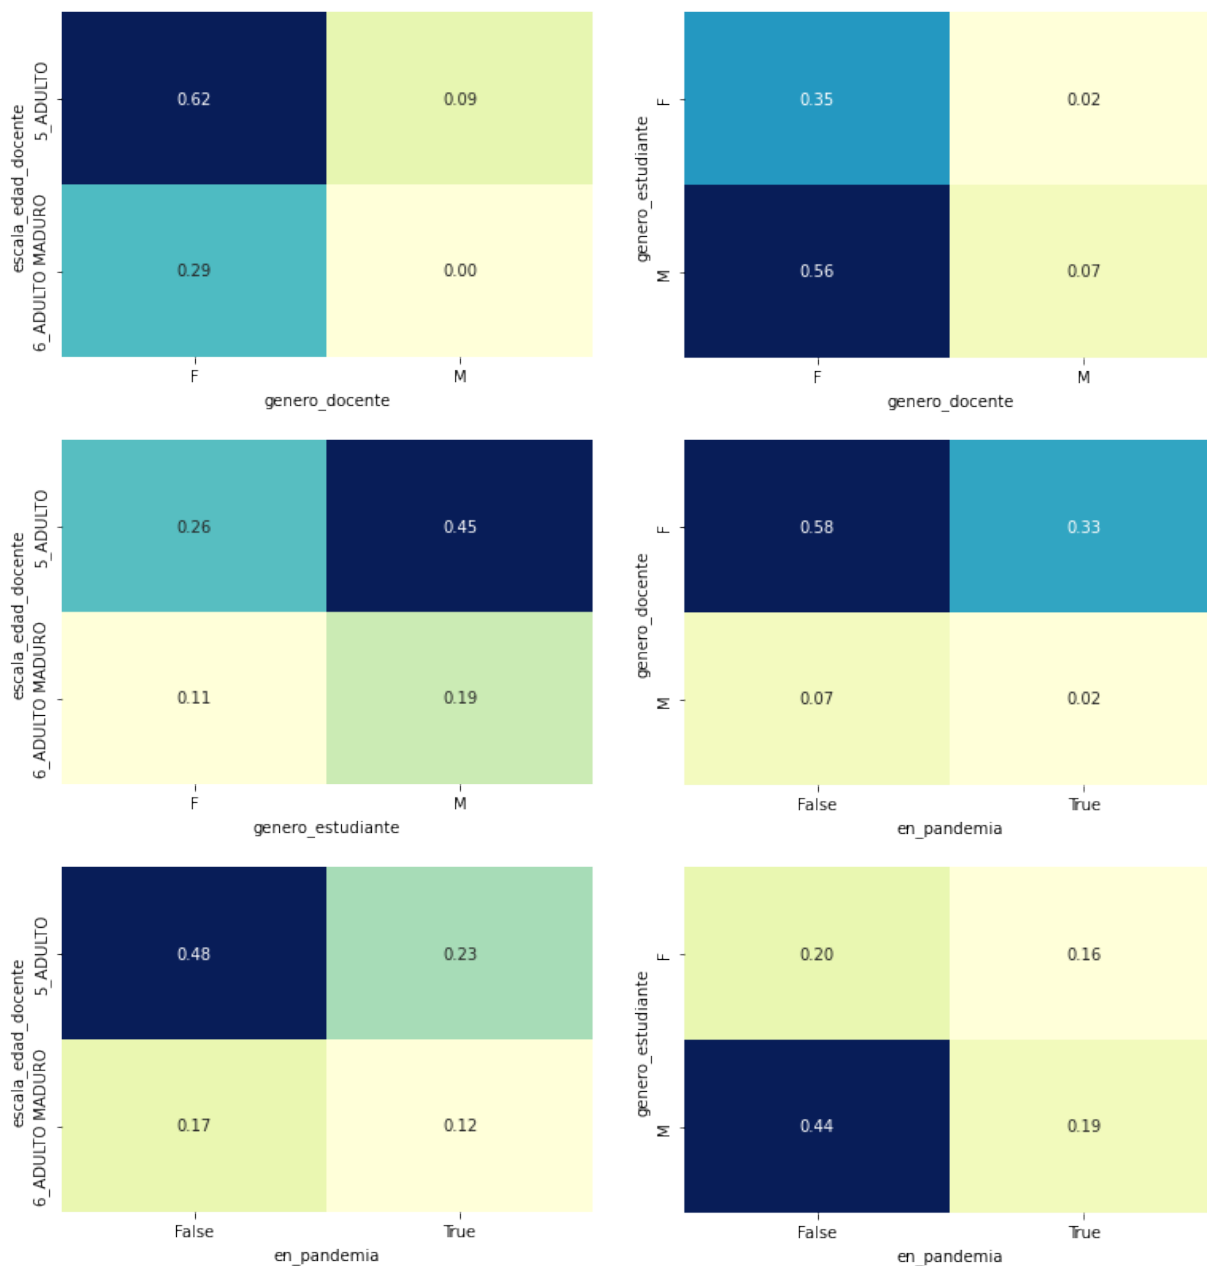 escala_edad_docente
5_ADULTO
6_ADULTO MADURO
0.62 0.09
0.29 0.00
F M
genero_docente
genero_estudiante
F
M
0.35 0.02
0.56 0.07
F M
genero_docente
escala_edad_docente
5_ADULTO
6_ADULTO MADURO
0.26 0.45
0.11 0.19
F M
genero_estudiante
genero_docente
F
M
0.58 0.33
0.07 0.02
False True
en_pandemia
escala_edad_docente
5_ADULTO
6_ADULTO MADURO
0.48 0.23
0.17 0.12
False True
en_pandemia
genero_estudiante
F
M
0.20 0.16
0.44 0.19
False True
en_pandemia